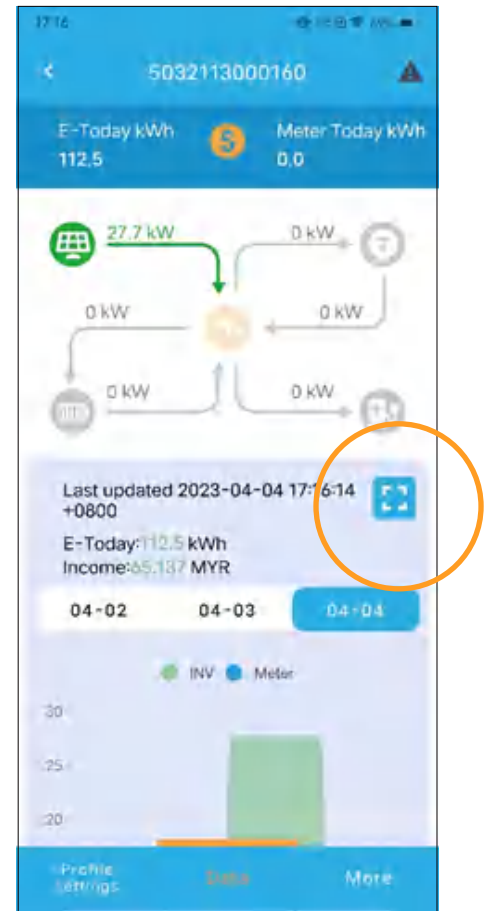 17:16
5032113000160
E-Today kWh
112.5
S
Meter Today kWh
0.0
27.7 kW
0 kW
0 kW
0 kW
0 kW
0 kW
Last updated 2023-04-04 17:16:14
+0800
E-Today:112.5 kWh
Income:65.137 MYR
04-02
04-03
04-04
INV
Meter
30
25
20
Profile
settings
Data
More